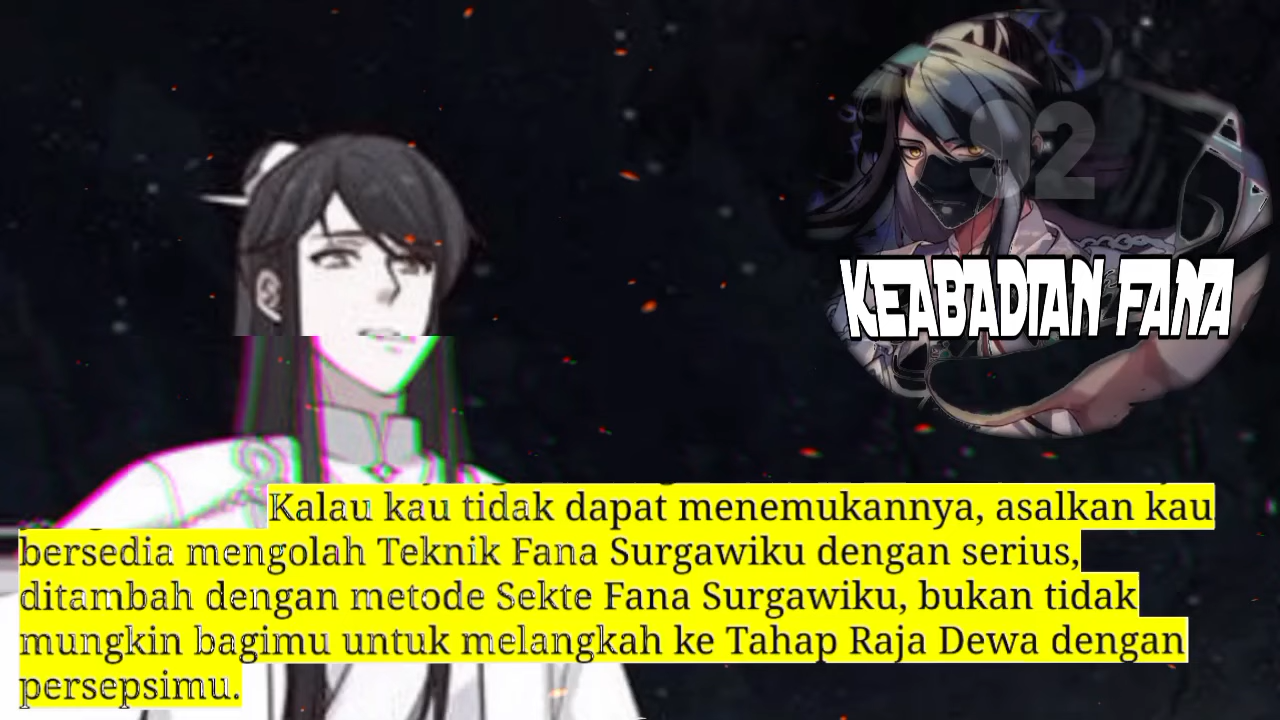 92
KEABADIAN FANA
Kalau kau tidak dapat menemukannya, asalkan kau
bersedia mengolah Teknik Fana Surgawiku dengan serius,
ditambah dengan metode Sekte Fana Surgawiku, bukan tidak
mungkin bagimu untuk melangkah ke Tahap Raja Dewa dengan
persepsimu.